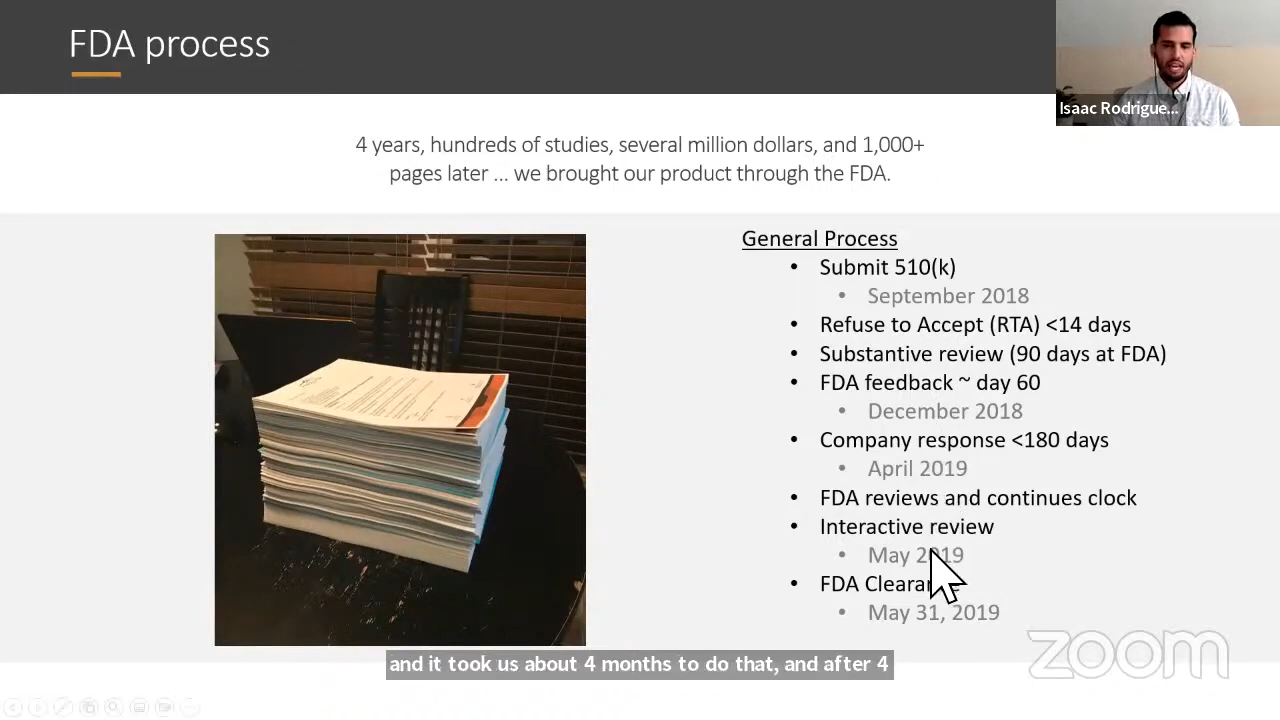 FDA process
Isaac Rodrigue...
4 years, hundreds of studies, several million dollars, and 1,000+
pages later ... we brought our product through the FDA.
General Process
• Submit 510(k)
• September 2018
• Refuse to Accept (RTA) <14 days
• Substantive review (90 days at FDA)
• FDA feedback ~ day 60
• December 2018
• Company response <180 days
• April 2019
• FDA reviews and continues clock
• Interactive review
• May 2019
• FDA Clearance
• May 31, 2019
and it took us about 4 months to do that, and after 4
zoom